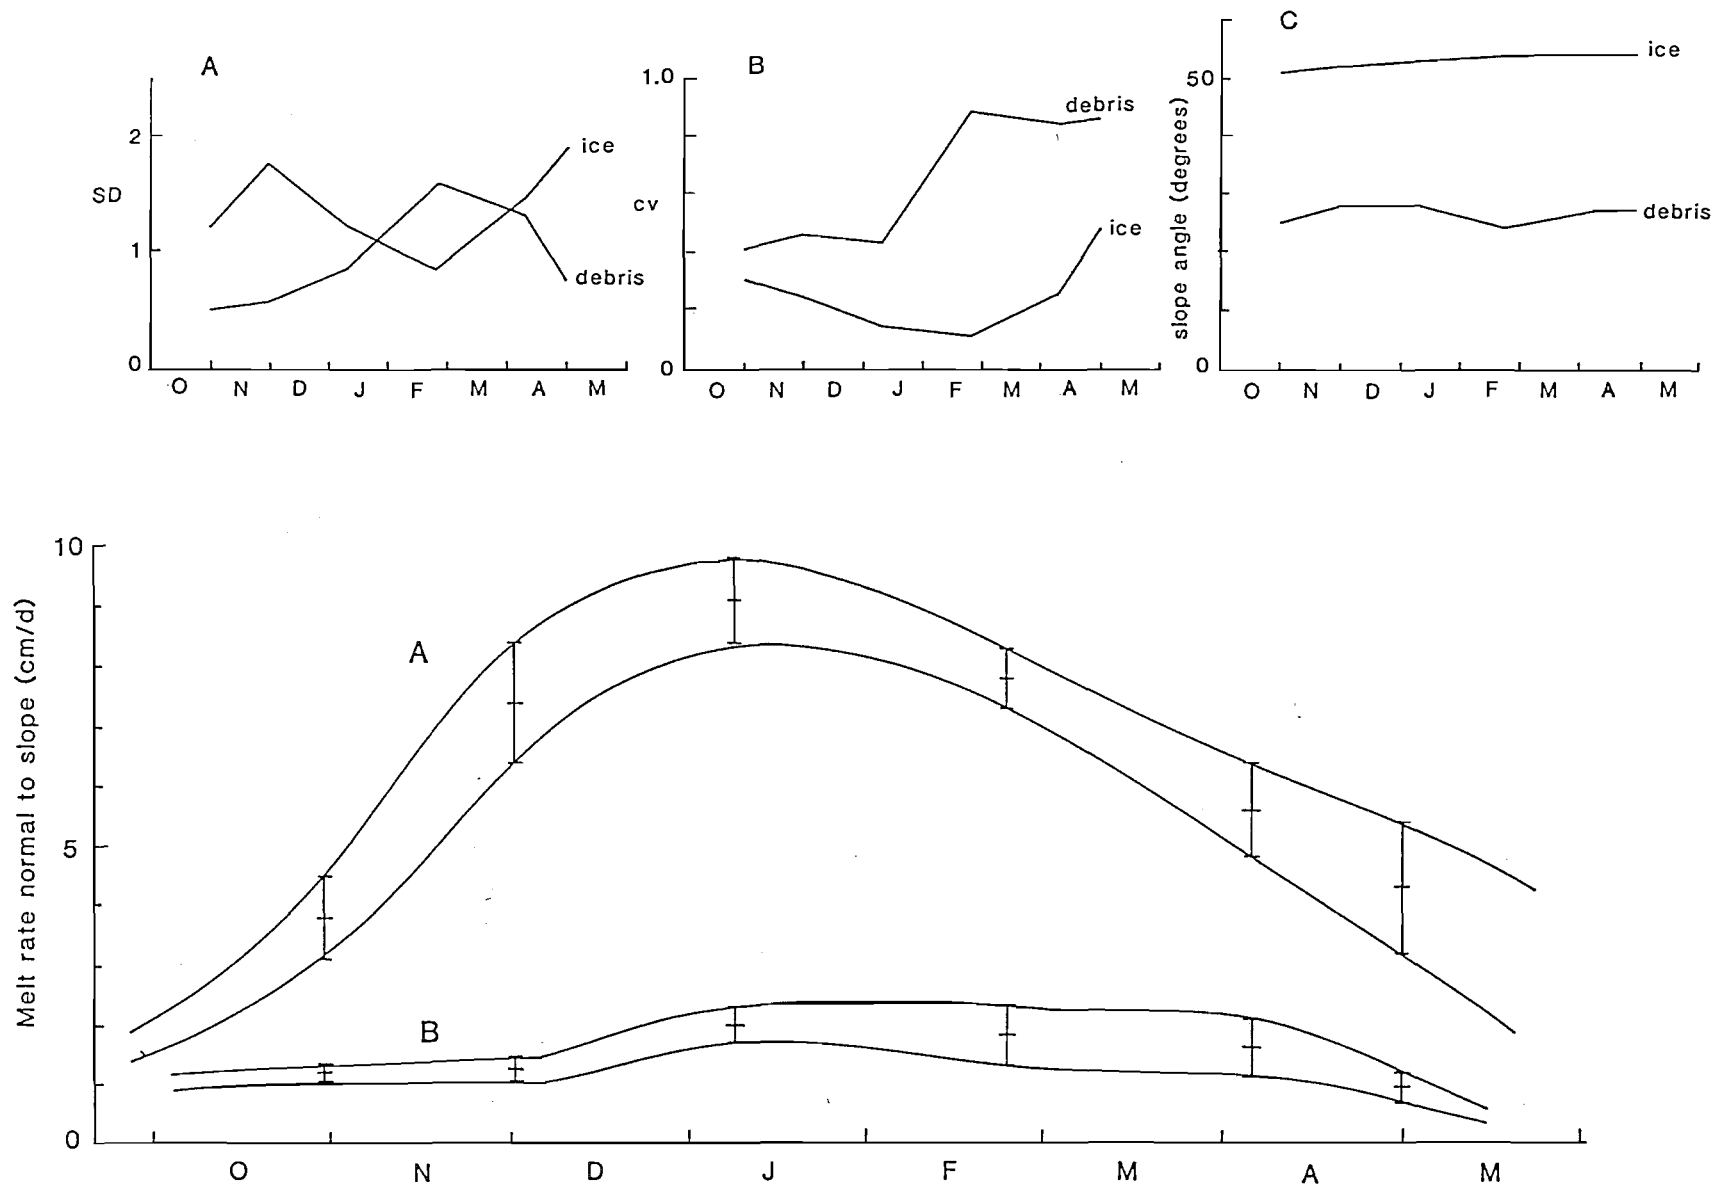 A
2
1
0
SD
ice
debris
O N D J F M A M
B
1.0
0
cv
debris
ice
O N D J F M A M
C
50
0
slope angle (degrees)
ice
debris
O N D J F M A M
10
5
0
Melt rate normal to slope (cm/d)
A
B
O N D J F M A M